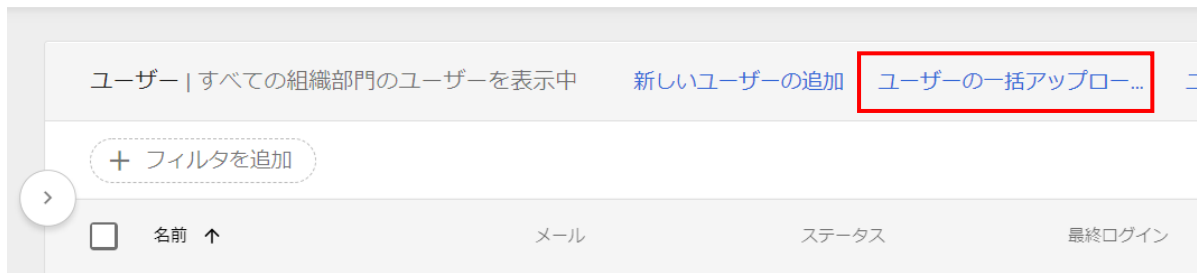 ユーザー | すべての組織部門のユーザーを表示中 新しいユーザーの追加 ユーザーの一括アップロー...
+ フィルタを追加
名前 ↑ メール ステータス 最終ログイン